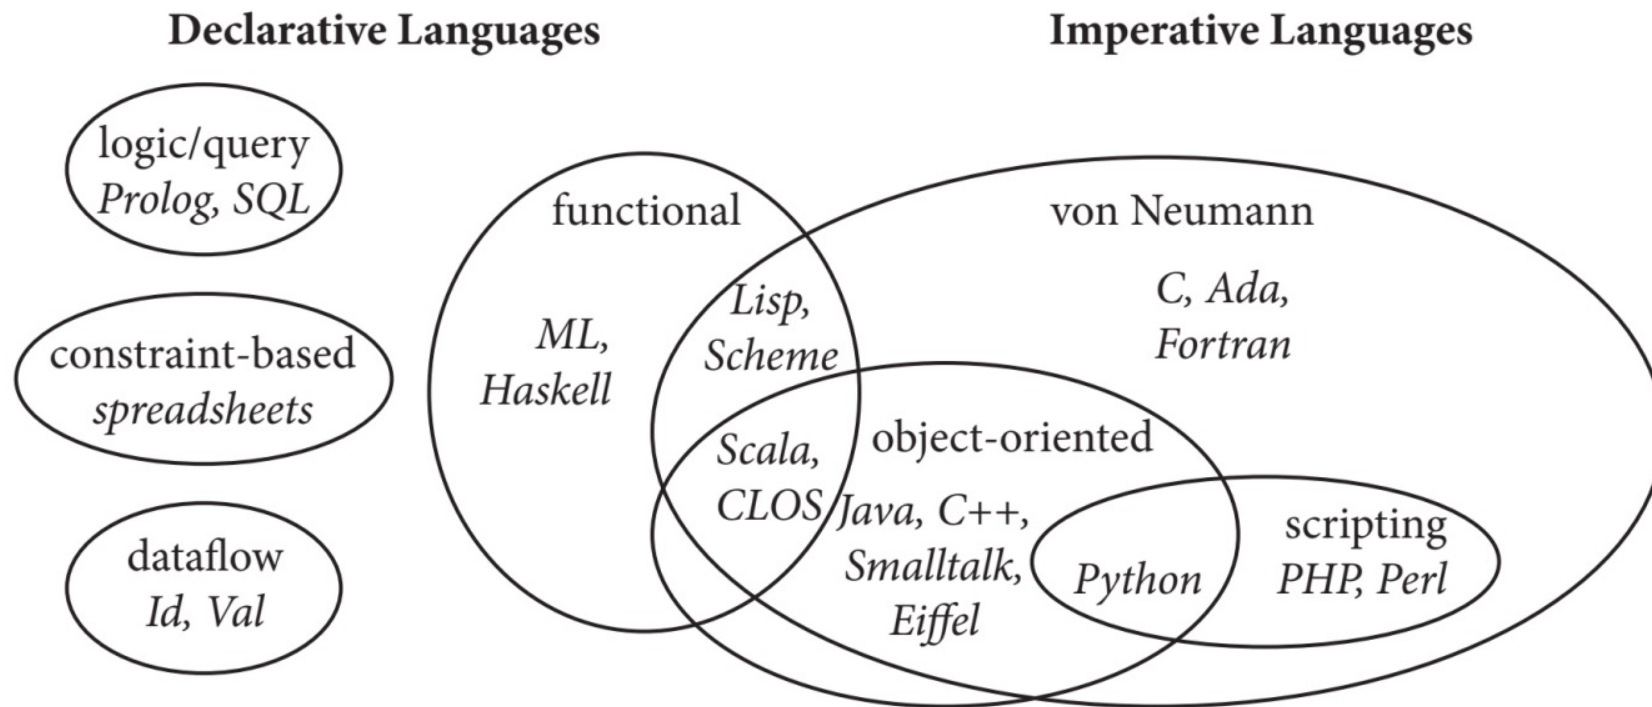 Declarative Languages
Imperative Languages
logic/query
Prolog, SQL
constraint-based
spreadsheets
dataflow
Id, Val
functional
ML,
Haskell
Lisp,
Scheme
Scala,
CLOS
von Neumann
C, Ada,
Fortran
object-oriented
Java, C++,
Smalltalk,
Eiffel
Python
scripting
PHP, Perl